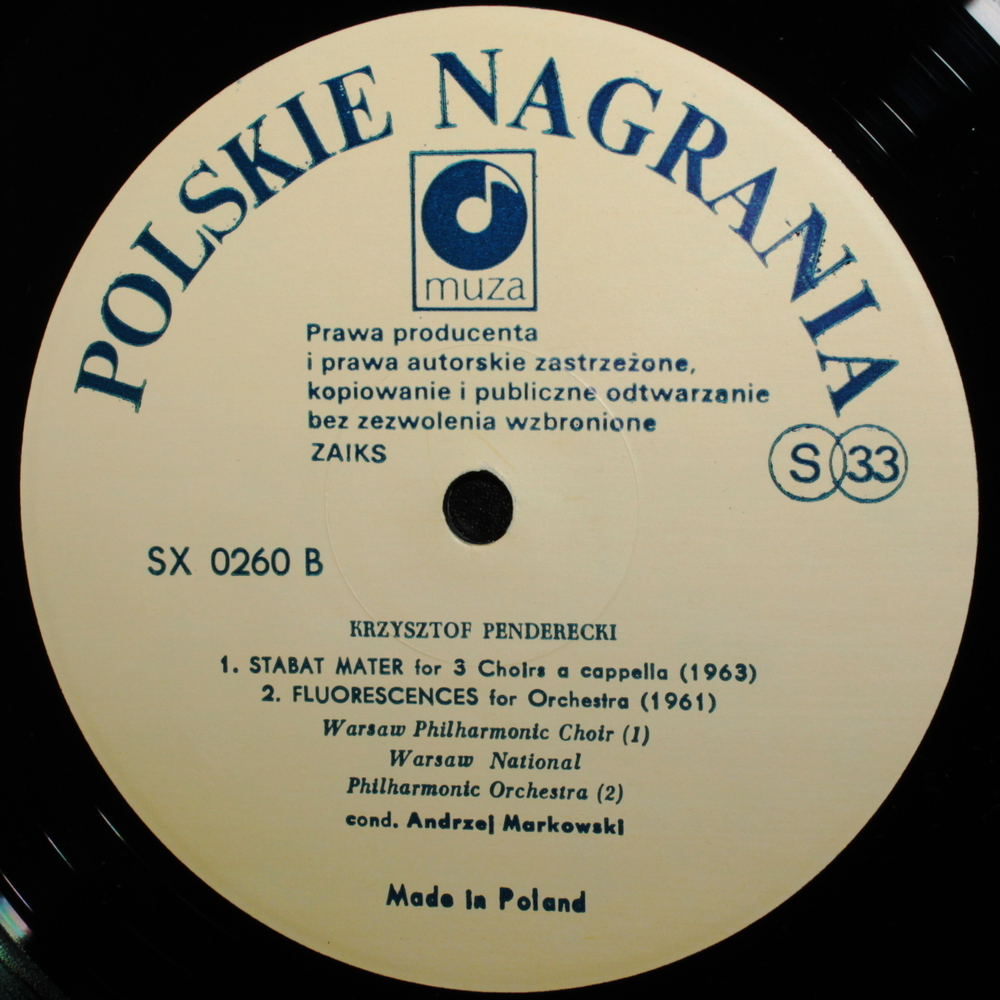 POLSKIE NAGRANIA
muza
Prawa producenta
i prawa autorskie zastrzeżone,
kopiowanie i publiczne odtwarzanie
bez zezwolenia wzbronione
ZAIKS
S 33
SX 0260 B
KRZYSZTOF PENDERECKI
1. STABAT MATER for 3 Choirs a cappella (1963)
2. FLUORESCENCES for Orchestra (1961)
Warsaw Philharmonic Choir (1)
Warsaw National
Philharmonic Orchestra (2)
cond. Andrzej Markowski
Made in Poland